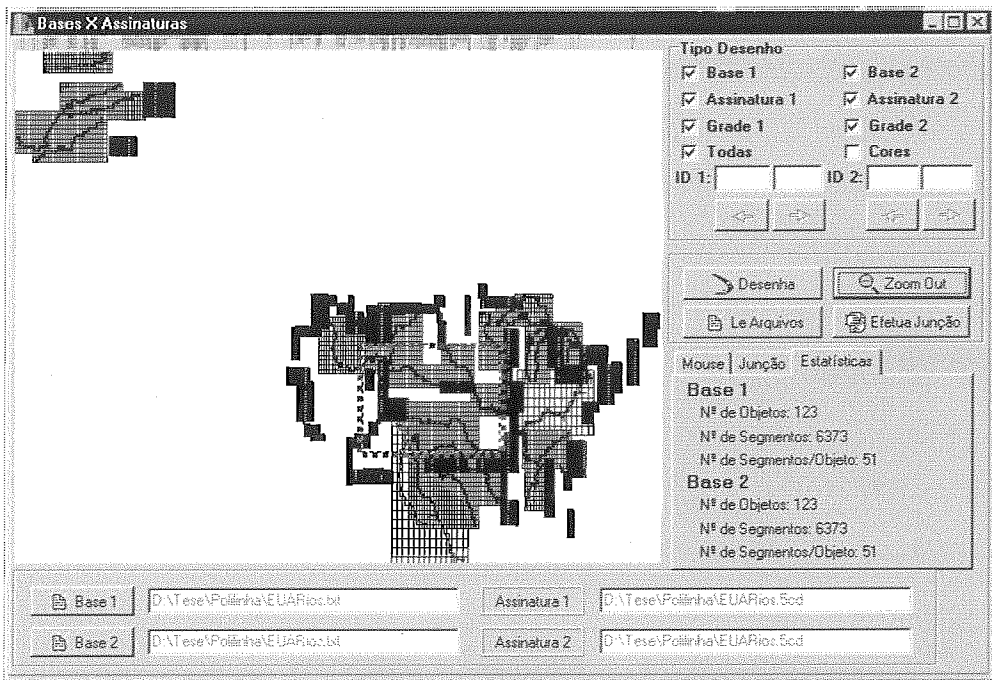 Bases X Assinaturas
Tipo Desenho
Base 1
Base 2
Assinatura 1
Assinatura 2
Grade 1
Grade 2
Todas
Cores
ID 1:
ID 2:
Desenha
Zoom Out
Le Arquivos
Efetua Junção
Mouse
Junção
Estatísticas
Base 1
Nº de Objetos: 123
Nº de Segmentos: 6373
Nº de Segmentos/Objeto: 51
Base 2
Nº de Objetos: 123
Nº de Segmentos: 6373
Nº de Segmentos/Objeto: 51
Base 1
D:\Tese\Polilinha\EUARios.txt
Assinatura 1
D:\Tese\Polilinha\EUARios.5cd
Base 2
D:\Tese\Polilinha\EUARios.txt
Assinatura 2
D:\Tese\Polilinha\EUARios.5cd